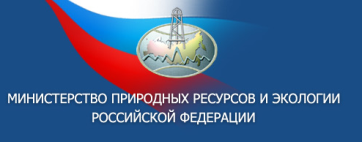 МИНИСТЕРСТВО ПРИРОДНЫХ РЕСУРСОВ И ЭКОЛОГИИ
РОССИЙСКОЙ ФЕДЕРАЦИИ